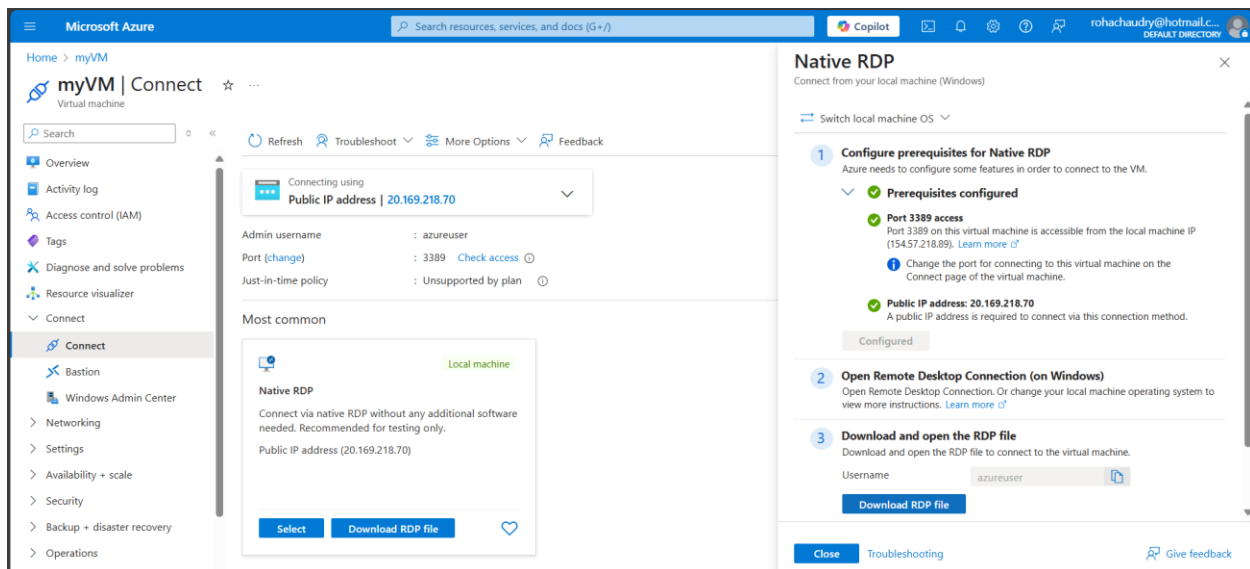 Microsoft Azure
Search resources, services, and docs (G+/)
Copilot
rohachaudry@hotmail.c...
DEFAULT DIRECTORY
Home > myVM
myVM | Connect
Virtual machine
Search
Overview
Activity log
Access control (IAM)
Tags
Diagnose and solve problems
Resource visualizer
Connect
Connect
Bastion
Windows Admin Center
Networking
Settings
Availability + scale
Security
Backup + disaster recovery
Operations
Refresh Troubleshoot More Options Feedback
Connecting using
Public IP address | 20.169.218.70
Admin username : azureuser
Port (change) : 3389 Check access
Just-in-time policy : Unsupported by plan
Most common
Local machine
Native RDP
Connect via native RDP without any additional software
needed. Recommended for testing only.
Public IP address (20.169.218.70)
Select Download RDP file
Native RDP
Connect from your local machine (Windows)
Switch local machine OS
1 Configure prerequisites for Native RDP
Azure needs to configure some features in order to connect to the VM.
Prerequisites configured
Port 3389 access
Port 3389 on this virtual machine is accessible from the local machine IP
(154.57.218.89). Learn more
Change the port for connecting to this virtual machine on the
Connect page of the virtual machine.
Public IP address: 20.169.218.70
A public IP address is required to connect via this connection method.
Configured
2 Open Remote Desktop Connection (on Windows)
Open Remote Desktop Connection. Or change your local machine operating system to
view more instructions. Learn more
3 Download and open the RDP file
Download and open the RDP file to connect to the virtual machine.
Username azureuser
Download RDP file
Close Troubleshooting Give feedback